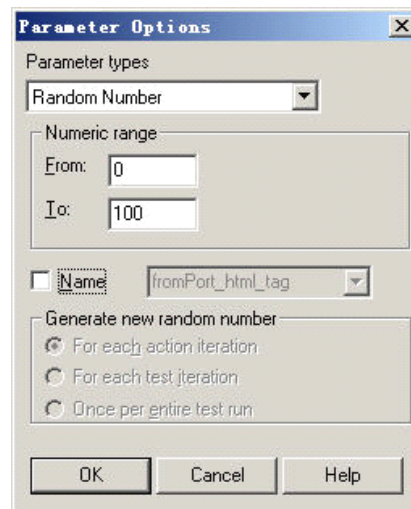 Parameter Options
Parameter types
Random Number
Numeric range
From: 0
To: 100
Name fromPort_html_tag
Generate new random number
For each action iteration
For each test iteration
Once per entire test run
OK Cancel Help